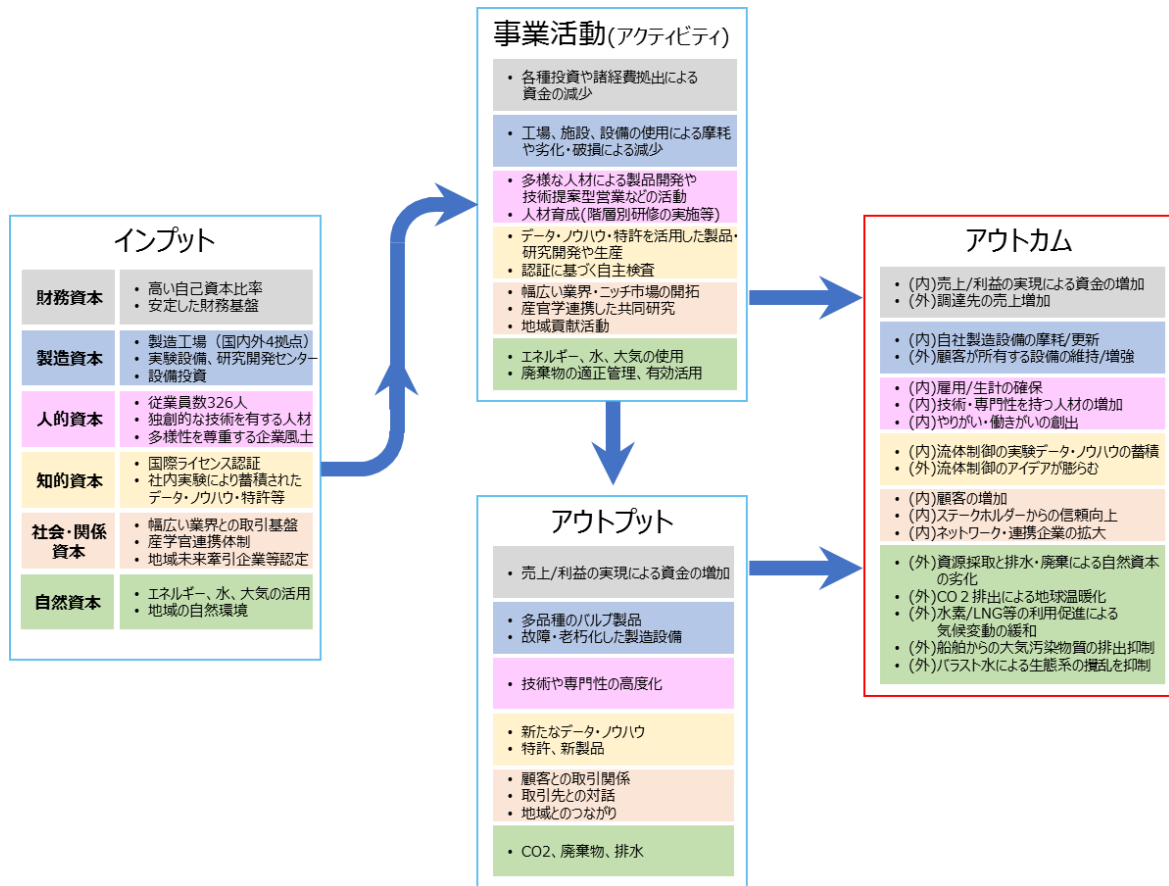 インプット
財務資本
• 高い自己資本比率
• 安定した財務基盤
製造資本
• 製造工場（国内外4拠点）
• 実験設備、研究開発センター
• 設備投資
人的資本
• 従業員数326人
• 独創的な技術を有する人材
• 多様性を尊重する企業風土
知的資本
• 国際ライセンス認証
• 社内実験により蓄積された
データ・ノウハウ・特許等
社会・関係
資本
• 幅広い業界との取引基盤
• 産学官連携体制
• 地域未来牽引企業等認定
自然資本
• エネルギー、水、大気の活用
• 地域の自然環境
事業活動(アクティビティ)
• 各種投資や諸経費拠出による
資金の減少
• 工場、施設、設備の使用による摩耗
や劣化・破損による減少
• 多様な人材による製品開発や
技術提案型営業などの活動
• 人材育成(階層別研修の実施等)
• データ・ノウハウ・特許を活用した製品・
研究開発や生産
• 認証に基づく自主検査
• 幅広い業界・ニッチ市場の開拓
• 産官学連携した共同研究
• 地域貢献活動
• エネルギー、水、大気の使用
• 廃棄物の適正管理、有効活用
アウトプット
• 売上/利益の実現による資金の増加
• 多品種のバルブ製品
• 故障・老朽化した製造設備
• 技術や専門性の高度化
• 新たなデータ・ノウハウ
• 特許、新製品
• 顧客との取引関係
• 取引先との対話
• 地域とのつながり
• CO2、廃棄物、排水
アウトカム
• (内)売上/利益の実現による資金の増加
• (外)調達先の売上増加
• (内)自社製造設備の摩耗/更新
• (外)顧客が所有する設備の維持/増強
• (内)雇用/生計の確保
• (内)技術・専門性を持つ人材の増加
• (内)やりがい・働きがいの創出
• (内)流体制御の実験データ・ノウハウの蓄積
• (外)流体制御のアイデアが膨らむ
• (内)顧客の増加
• (内)ステークホルダーからの信頼向上
• (内)ネットワーク・連携企業の拡大
• (外)資源採取と排水・廃棄による自然資本
の劣化
• (外)CO２排出による地球温暖化
• (外)水素/LNG等の利用促進による
気候変動の緩和
• (外)船舶からの大気汚染物質の排出抑制
• (外)バラスト水による生態系の攪乱を抑制